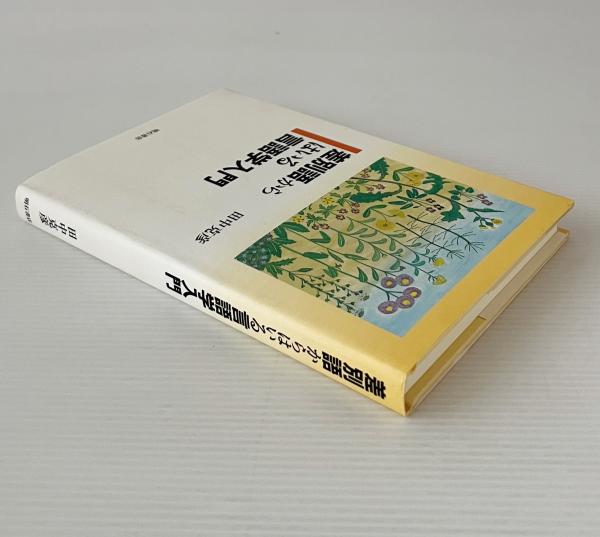 差別語から
はいる
言語学入門
田中克彦
明石書店
差別語からはいる言語学入門
田中克彦
明石書店